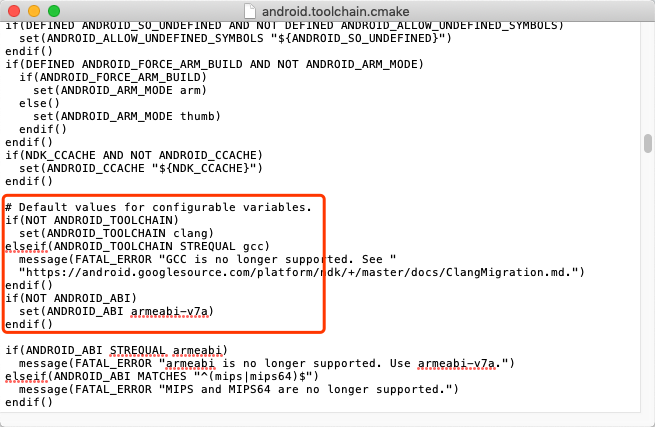 android.toolchain.cmake
if(DEFINED ANDROID_SO_UNDEFINED AND NOT DEFINED ANDROID_ALLOW_UNDEFINED_SYMBOLS)
  set(ANDROID_ALLOW_UNDEFINED_SYMBOLS "${ANDROID_SO_UNDEFINED}")
endif()
if(DEFINED ANDROID_FORCE_ARM_BUILD AND NOT ANDROID_ARM_MODE)
  if(ANDROID_FORCE_ARM_BUILD)
    set(ANDROID_ARM_MODE arm)
  else()
    set(ANDROID_ARM_MODE thumb)
  endif()
endif()
if(NDK_CCACHE AND NOT ANDROID_CCACHE)
  set(ANDROID_CCACHE "${NDK_CCACHE}")
endif()

# Default values for configurable variables.
if(NOT ANDROID_TOOLCHAIN)
  set(ANDROID_TOOLCHAIN clang)
elseif(ANDROID_TOOLCHAIN STREQUAL gcc)
  message(FATAL_ERROR "GCC is no longer supported. See "
  "https://android.googlesource.com/platform/ndk/+/master/docs/ClangMigration.md.")
endif()
if(NOT ANDROID_ABI)
  set(ANDROID_ABI armeabi-v7a)
endif()

if(ANDROID_ABI STREQUAL armeabi)
  message(FATAL_ERROR "armeabi is no longer supported. Use armeabi-v7a.")
elseif(ANDROID_ABI MATCHES "^(mips|mips64)$")
  message(FATAL_ERROR "MIPS and MIPS64 are no longer supported.")
endif()